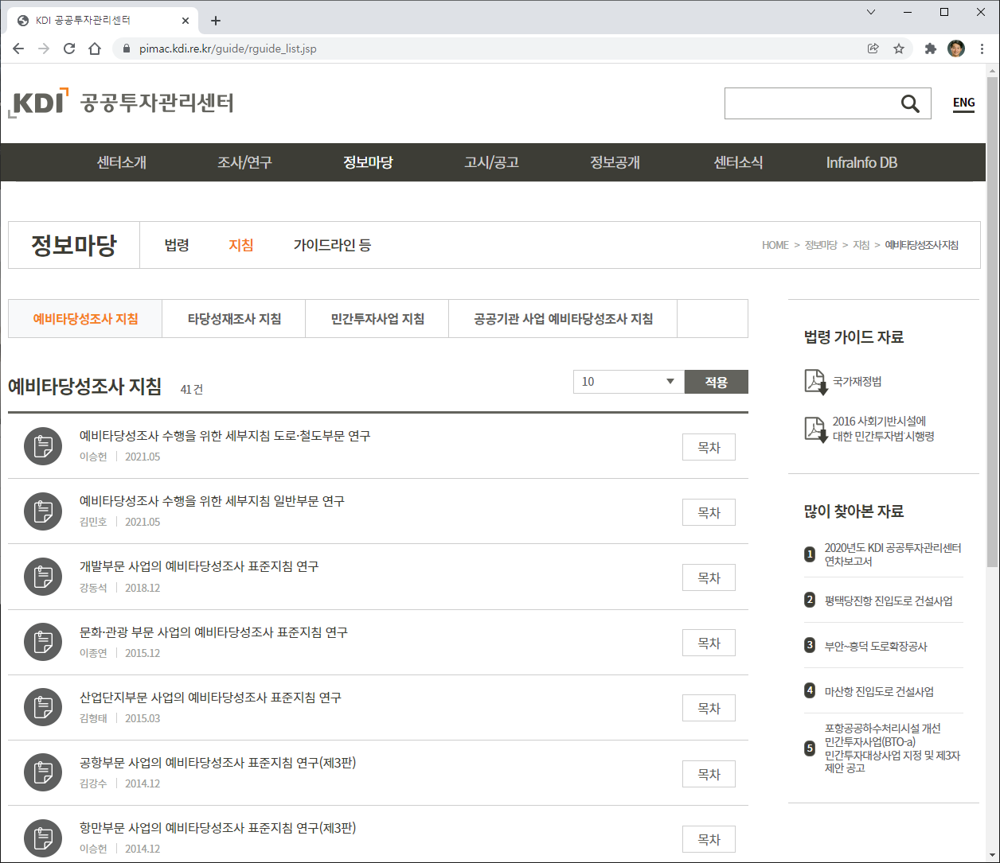 KDI 공공투자관리센터
pimac.kdi.re.kr/guide/rguide_list.jsp
KDI 공공투자관리센터
ENG
센터소개 조사/연구 정보마당 고시/공고 정보공개 센터소식 InfraInfo DB
정보마당 법령 지침 가이드라인 등 HOME > 정보마당 > 지침 > 예비타당성조사 지침
예비타당성조사 지침 타당성재조사 지침 민간투자사업 지침 공공기관 사업 예비타당성조사 지침
예비타당성조사 지침 41 건 10 적용
예비타당성조사 수행을 위한 세부지침 도로·철도부문 연구
이승헌 2021.05
목차
예비타당성조사 수행을 위한 세부지침 일반부문 연구
김민호 2021.05
목차
개발부문 사업의 예비타당성조사 표준지침 연구
강동석 2018.12
목차
문화·관광 부문 사업의 예비타당성조사 표준지침 연구
이종연 2015.12
목차
산업단지부문 사업의 예비타당성조사 표준지침 연구
김형태 2015.03
목차
공항부문 사업의 예비타당성조사 표준지침 연구(제3판)
김강수 2014.12
목차
항만부문 사업의 예비타당성조사 표준지침 연구(제3판)
이승헌 2014.12
목차
법령 가이드 자료
국가재정법
2016 사회기반시설에
대한 민간투자법·시행령
많이 찾아본 자료
1 2020년도 KDI 공공투자관리센터
연차보고서
2 평택당진항 진입도로 건설사업
3 부안~흥덕 도로확장공사
4 마산항 진입도로 건설사업
5 포항공공하수처리시설 개선
민간투자사업(BTO-a)
민간투자대상사업 지정 및 제3자
제안 공고